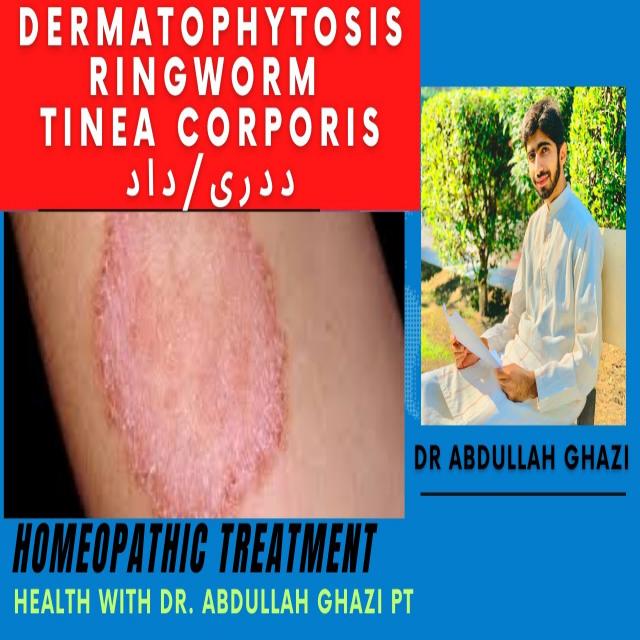 DERMATOPHYTOSIS
RINGWORM
TINEA CORPORIS
ددری/داد
DR ABDULLAH GHAZI
HOMEOPATHIC TREATMENT
HEALTH WITH DR. ABDULLAH GHAZI PT